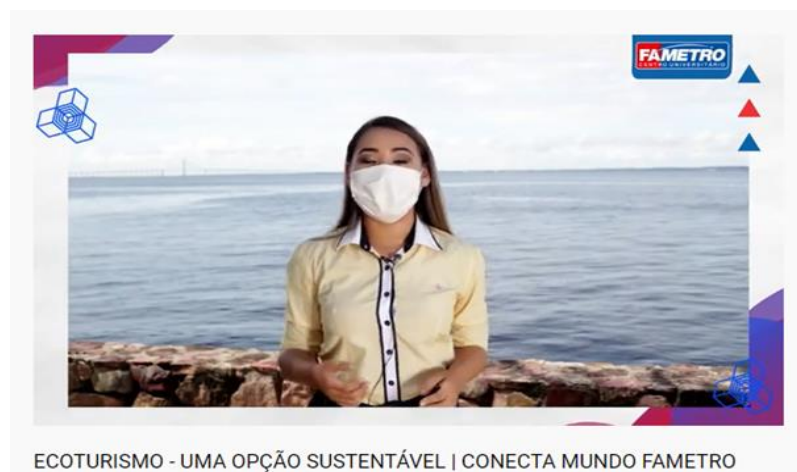 FAMETRO
CENTRO UNIVERSITÁRIO
ECOTURISMO - UMA OPÇÃO SUSTENTÁVEL | CONECTA MUNDO FAMETRO